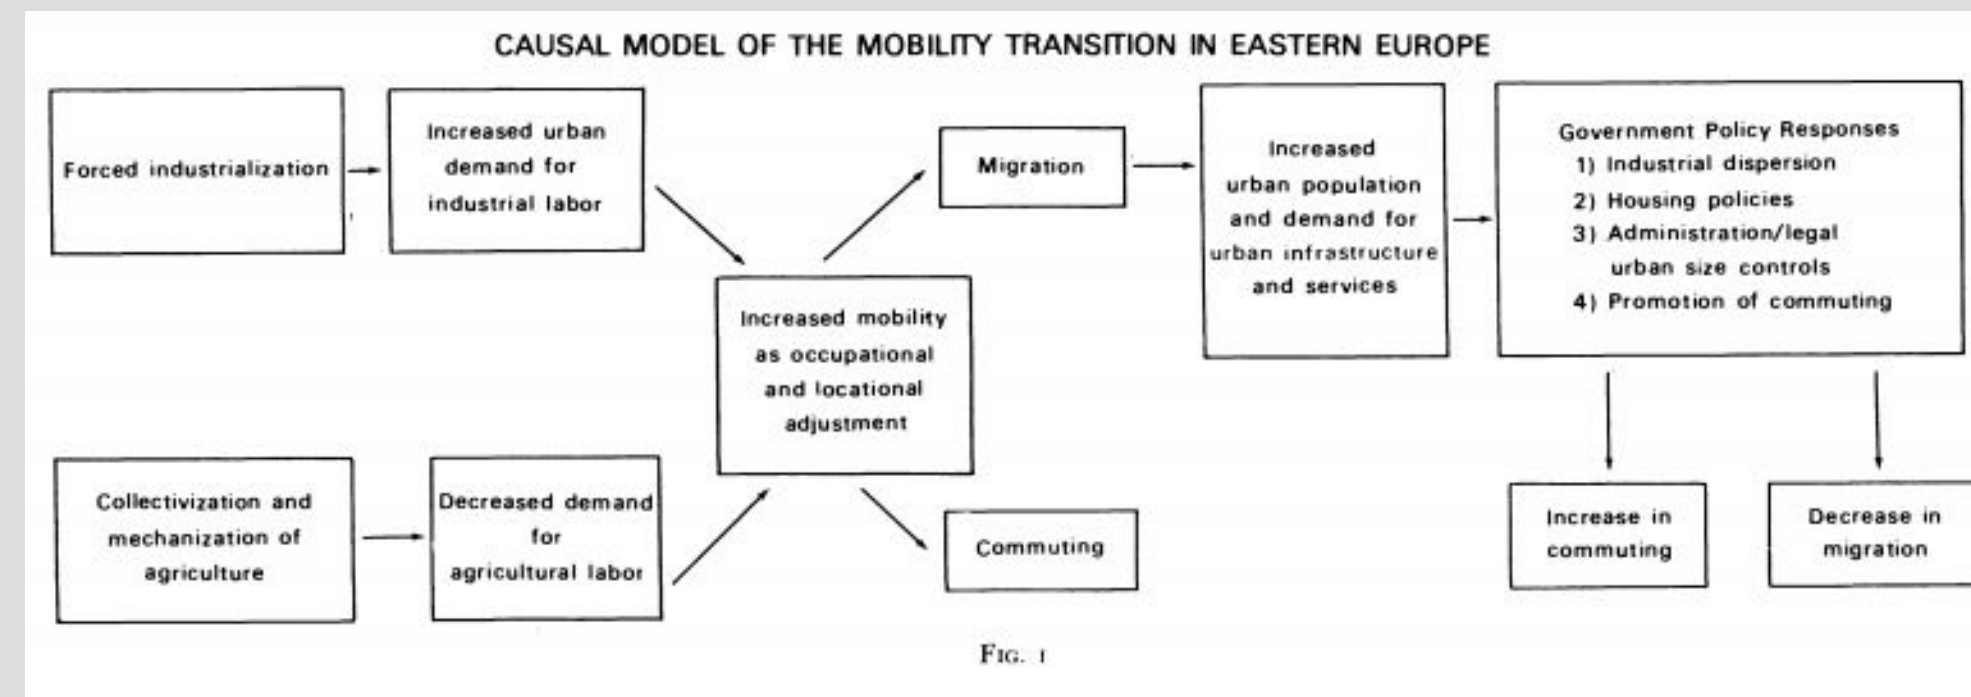 CAUSAL MODEL OF THE MOBILITY TRANSITION IN EASTERN EUROPE
Forced industrialization
Increased urban
demand for
industrial labor
Collectivization and
mechanization of
agriculture
Decreased demand
for
agricultural labor
Increased mobility
as occupational
and locational
adjustment
Migration
Commuting
Increased
urban population
and demand for
urban infrastructure
and services
Government Policy Responses
1) Industrial dispersion
2) Housing policies
3) Administration/legal
urban size controls
4) Promotion of commuting
Increase in
commuting
Decrease in
migration
FIG. 1